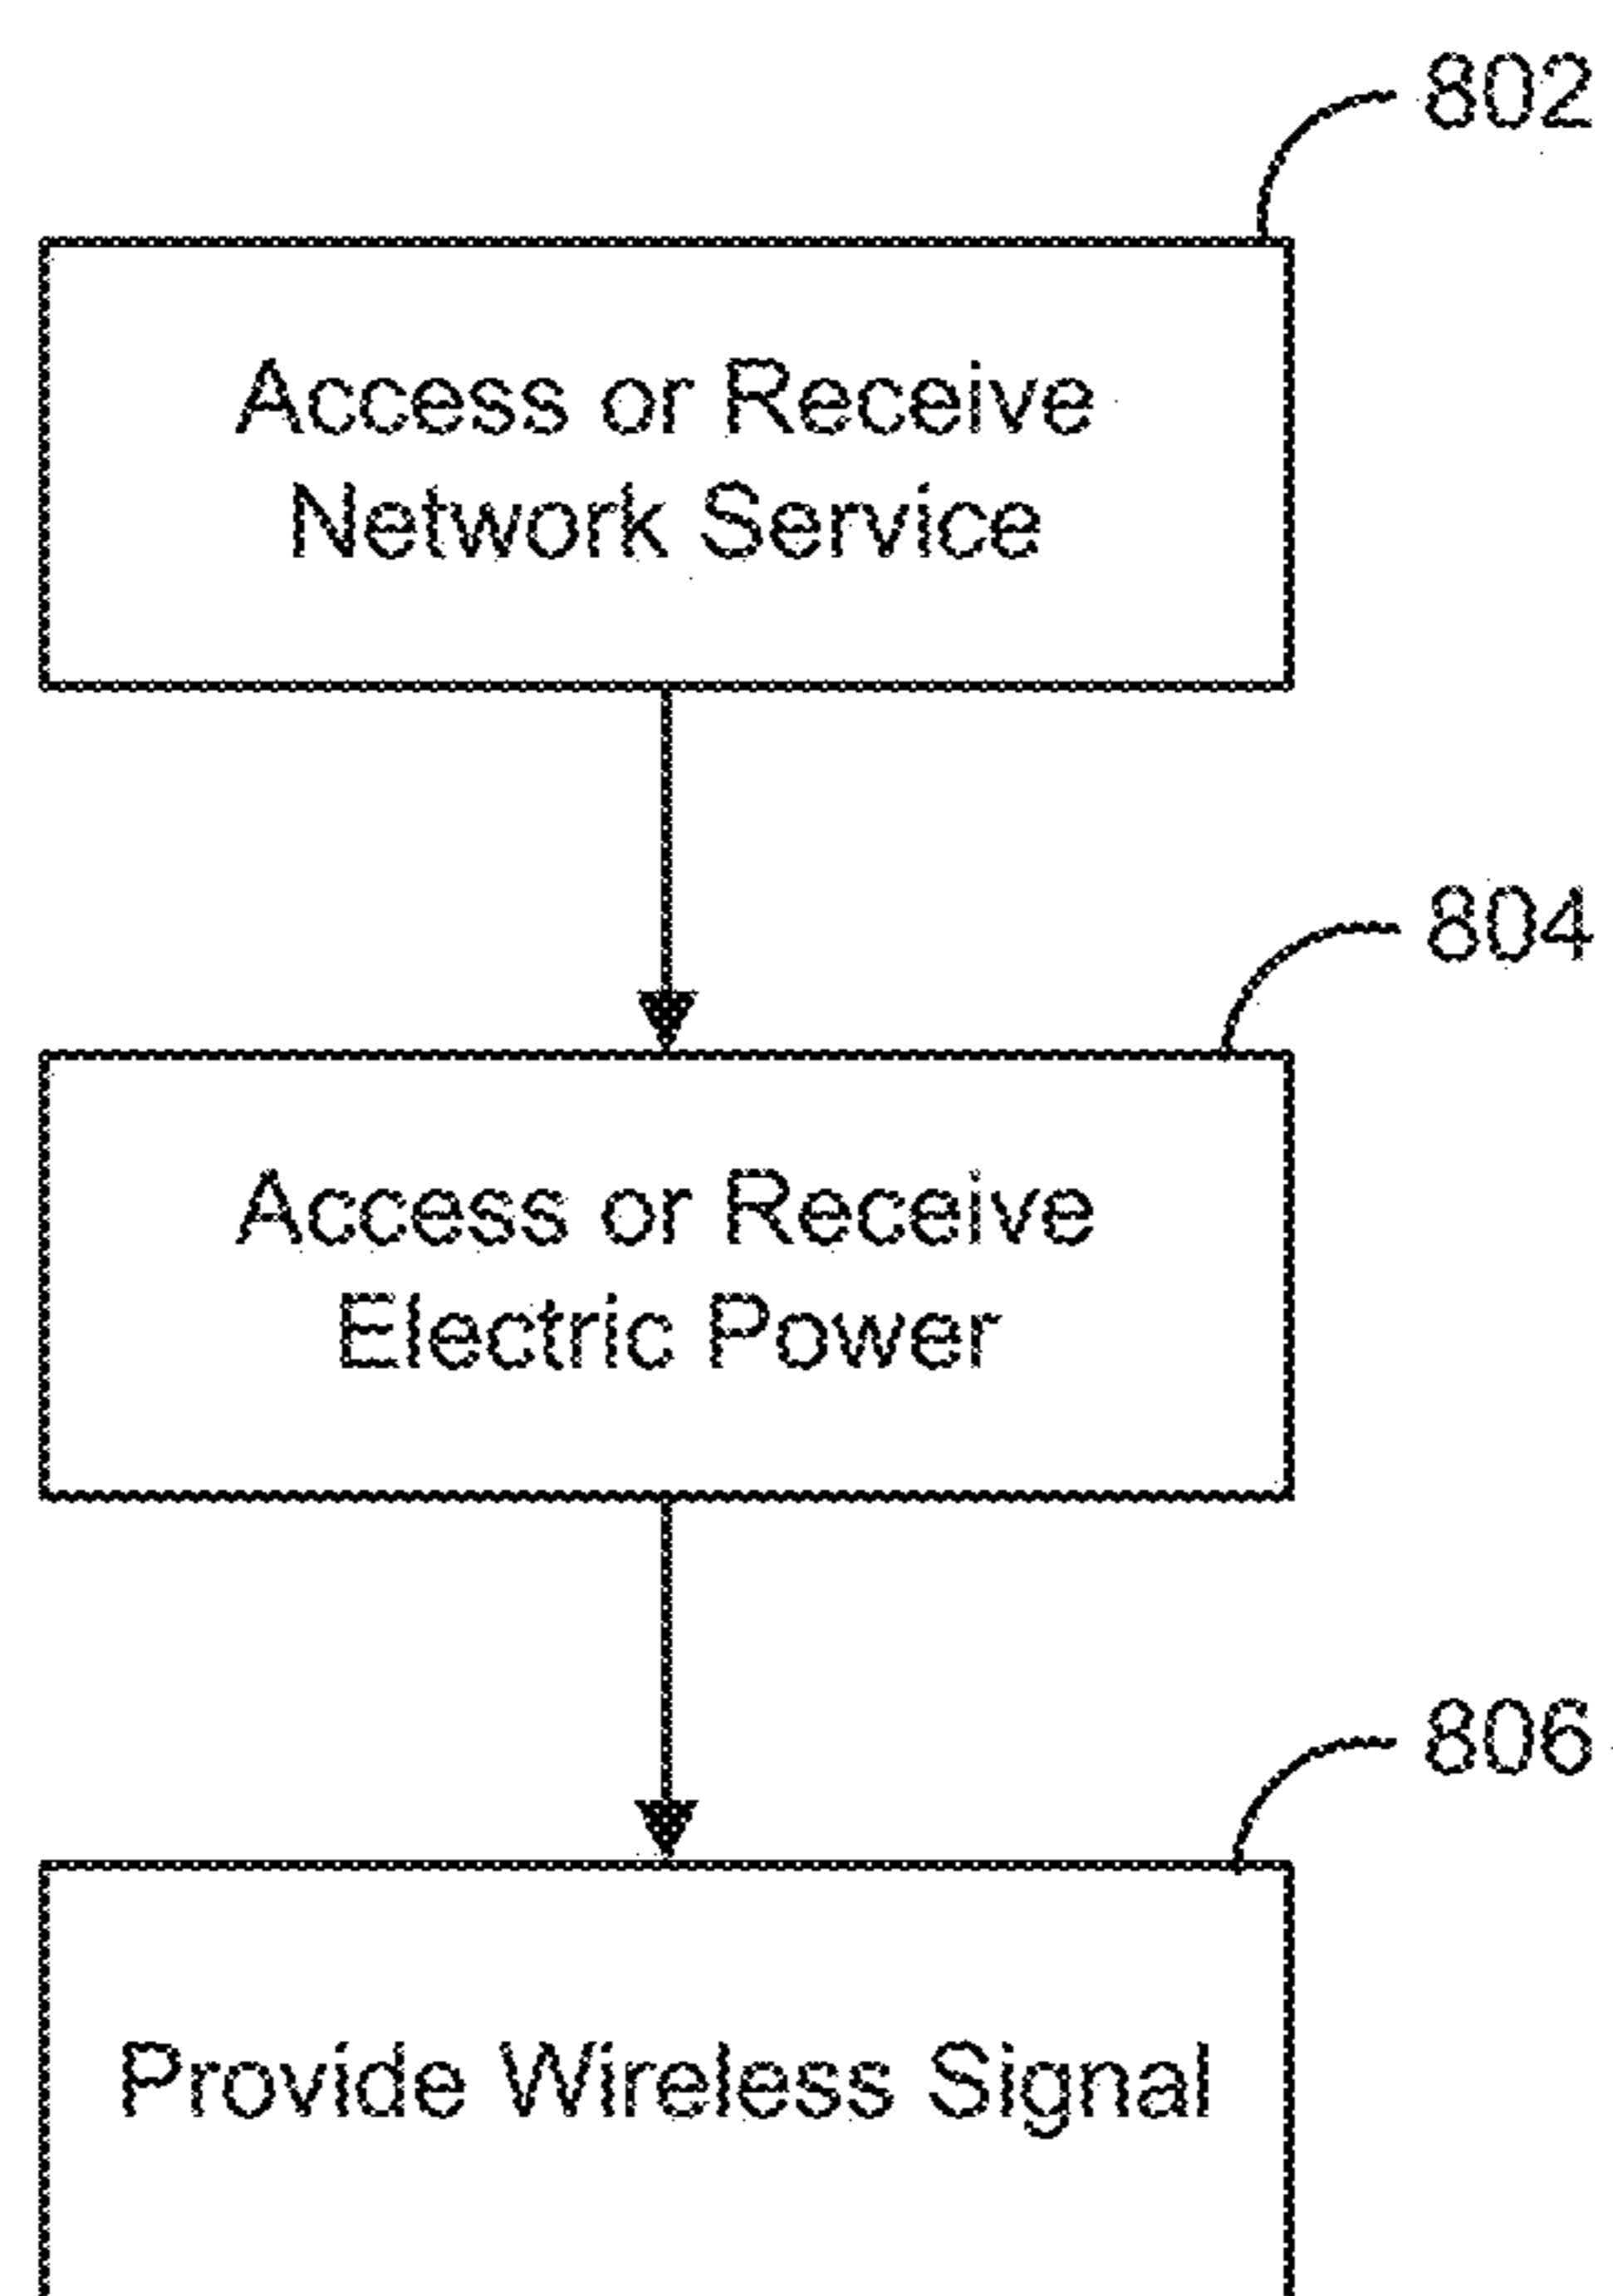 802
Access or Receive
Network Service
804
Access or Receive
Electric Power
806
Provide Wireless Signal